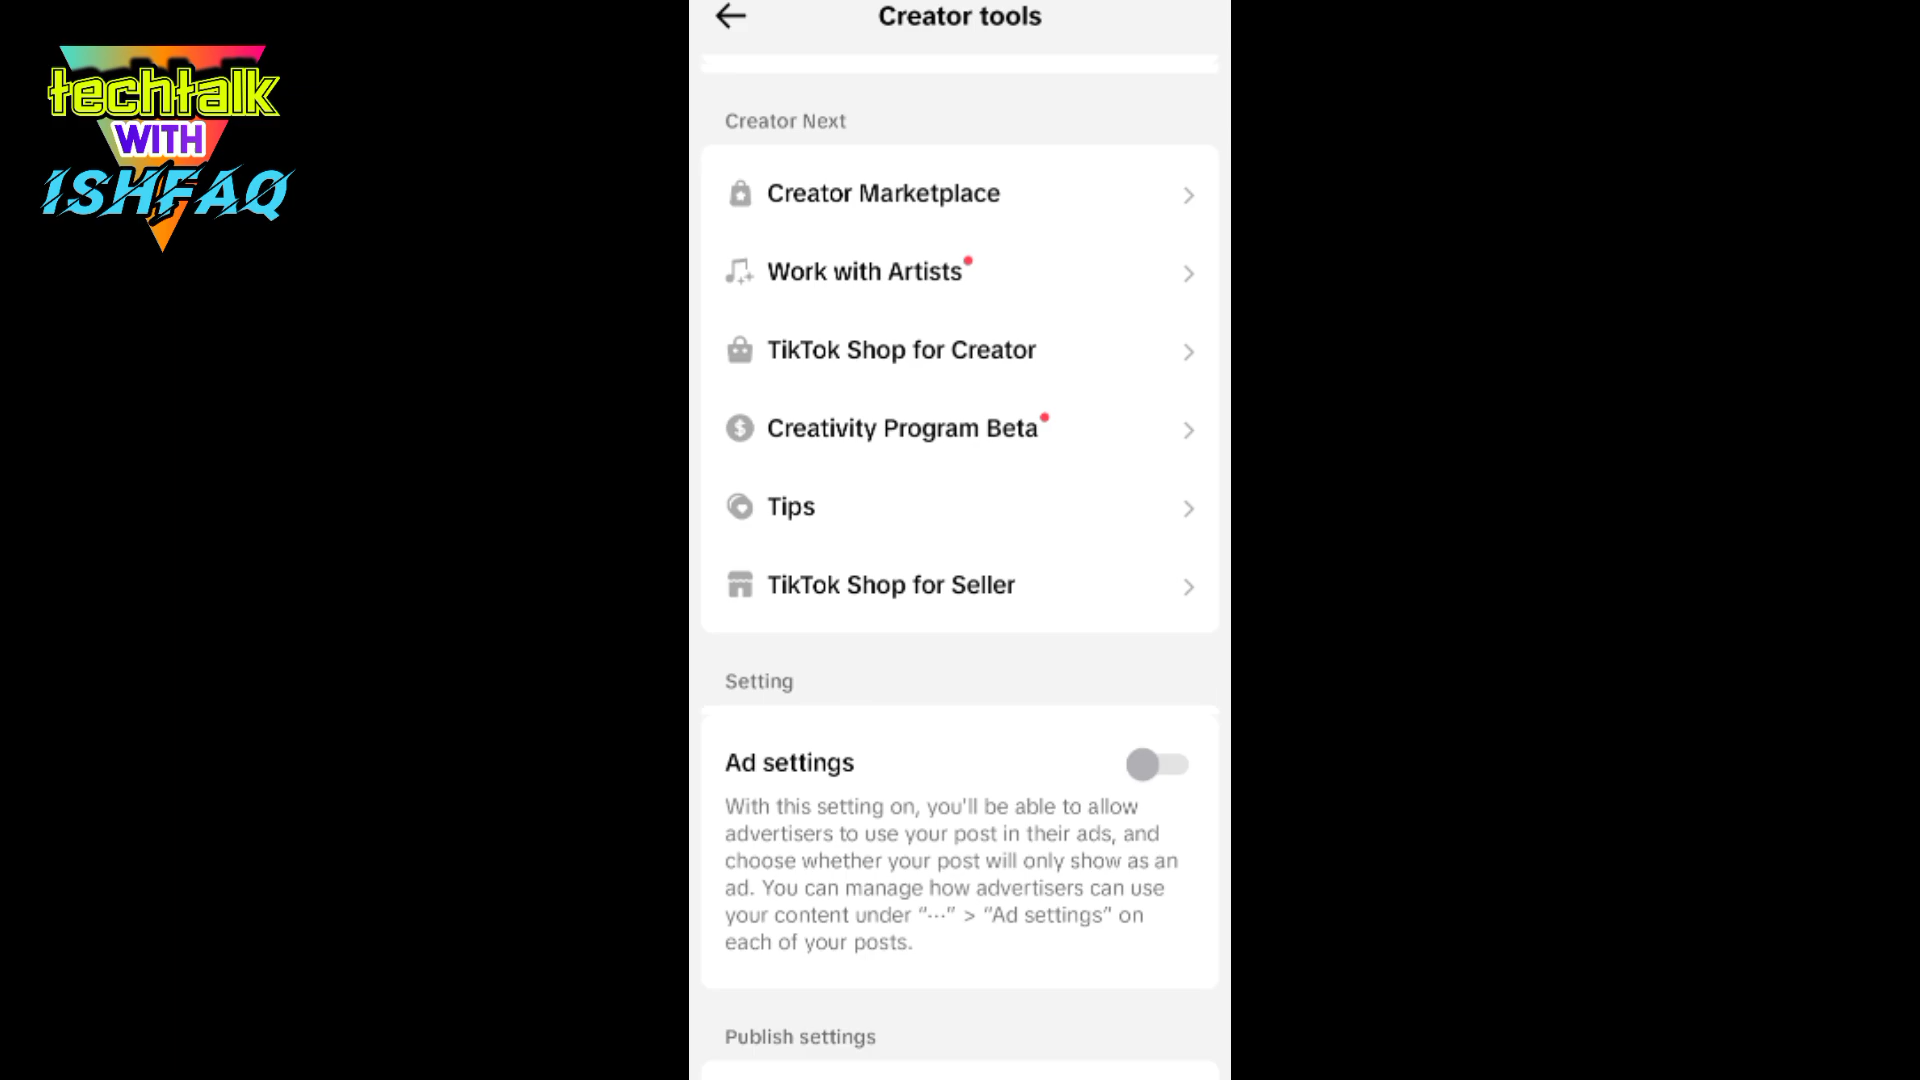 techtalk
WITH
ISHFAQ
Creator tools
Creator Next
Creator Marketplace
Work with Artists
TikTok Shop for Creator
Creativity Program Beta
Tips
TikTok Shop for Seller
Setting
Ad settings
With this setting on, you'll be able to allow
advertisers to use your post in their ads, and
choose whether your post will only show as an
ad. You can manage how advertisers can use
your content under “···” > “Ad settings” on
each of your posts.
Publish settings